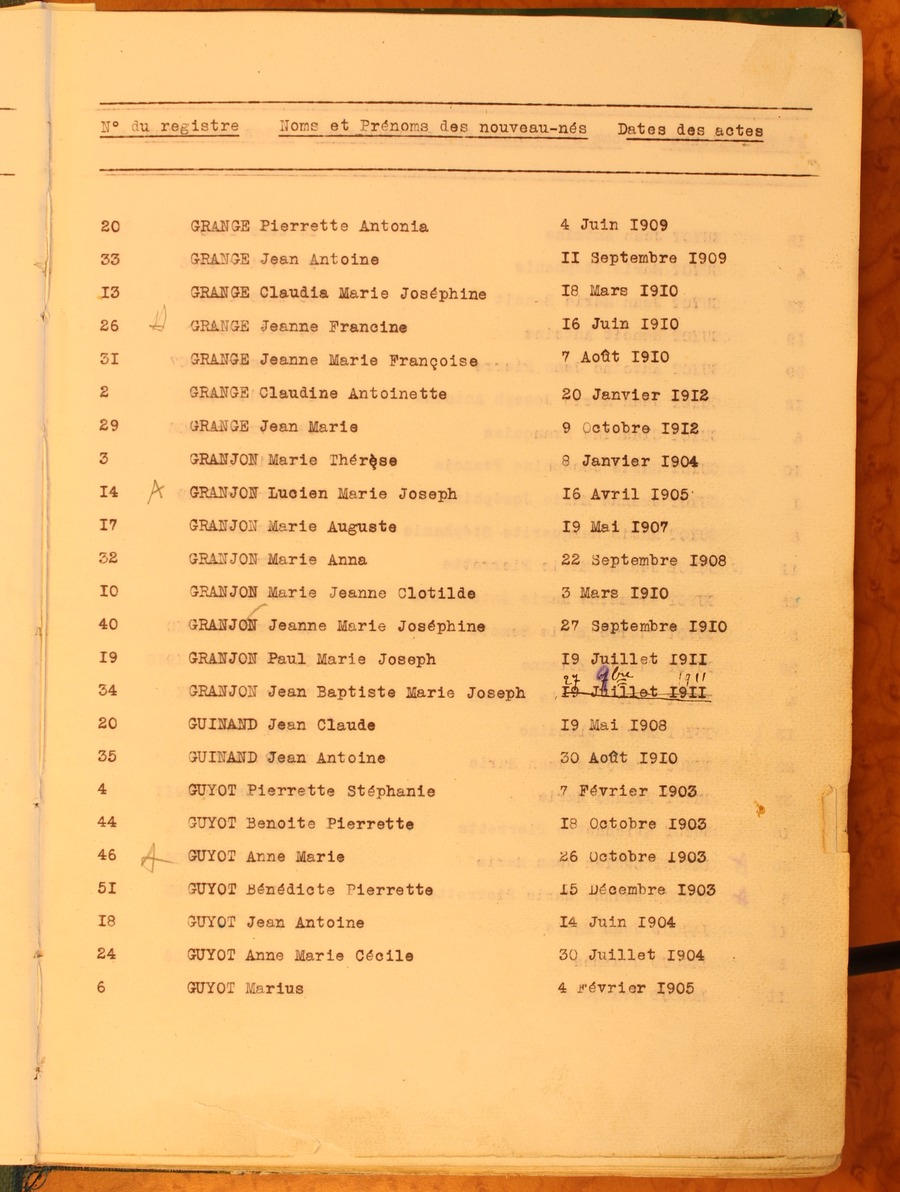 N° du registre Noms et Prénoms des nouveau-nés Dates des actes
20 GRANGE Pierrette Antonia 4 Juin I909
33 GRANGE Jean Antoine II Septembre I909
I3 GRANGE Claudia Marie Joséphine I8 Mars I9I0
26 GRANGE Jeanne Francine I6 Juin I9I0
3I GRANGE Jeanne Marie Françoise 7 Août I9I0
2 GRANGE Claudine Antoinette 20 Janvier I9I2
29 GRANGE Jean Marie 9 Octobre I9I2
3 GRANJON Marie Thérèse 8 Janvier I904
I4 A GRANJON Lucien Marie Joseph I6 Avril I905
I7 GRANJON Marie Auguste I9 Mai I907
32 GRANJON Marie Anna 22 Septembre I908
I0 GRANJON Marie Jeanne Clotilde 3 Mars I9I0
40 GRANJON Jeanne Marie Joséphine 27 Septembre I9I0
I9 GRANJON Paul Marie Joseph I9 Juillet I9II
27 9bre 1911
34 GRANJON Jean Baptiste Marie Joseph I9 Juillet I9II
20 GUINAND Jean Claude I9 Mai I908
35 GUINAND Jean Antoine 30 Août I9I0
4 GUYOT Pierrette Stéphanie 7 Février I903
44 GUYOT Benoite Pierrette I8 Octobre I903
46 A GUYOT Anne Marie 26 Octobre I903
5I GUYOT Bénédicte Pierrette I5 Décembre I903
I8 GUYOT Jean Antoine I4 Juin I904
24 GUYOT Anne Marie Cécile 30 Juillet I904
6 GUYOT Marius 4 Février I905